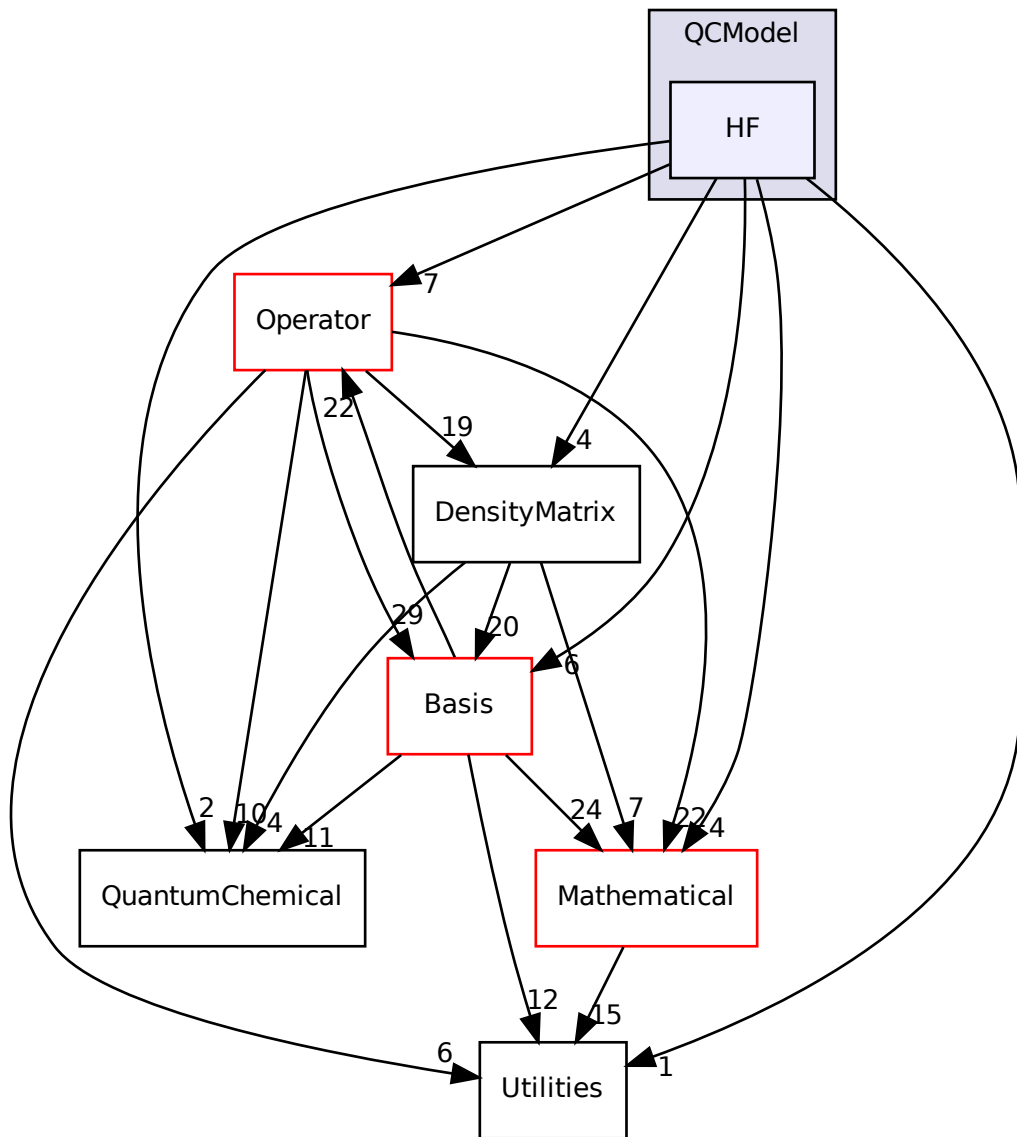 QCModel
HF
7
Operator
22
19
4
DensityMatrix
29
20
6
Basis
2
10
4
11
24
7
22
4
QuantumChemical
Mathematical
12
15
6
1
Utilities